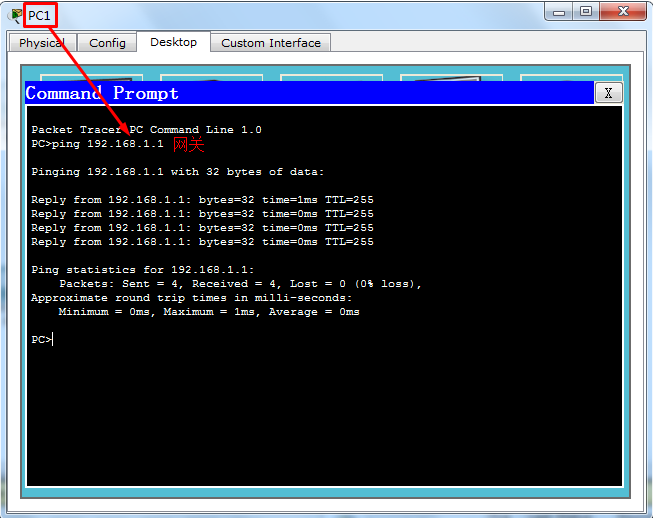 PC1
Physical Config Desktop Custom Interface
Command Prompt X
Packet Tracer PC Command Line 1.0
PC>ping 192.168.1.1 网关
Pinging 192.168.1.1 with 32 bytes of data:
Reply from 192.168.1.1: bytes=32 time=1ms TTL=255
Reply from 192.168.1.1: bytes=32 time=0ms TTL=255
Reply from 192.168.1.1: bytes=32 time=0ms TTL=255
Reply from 192.168.1.1: bytes=32 time=0ms TTL=255
Ping statistics for 192.168.1.1:
Packets: Sent = 4, Received = 4, Lost = 0 (0% loss),
Approximate round trip times in milli-seconds:
Minimum = 0ms, Maximum = 1ms, Average = 0ms
PC>